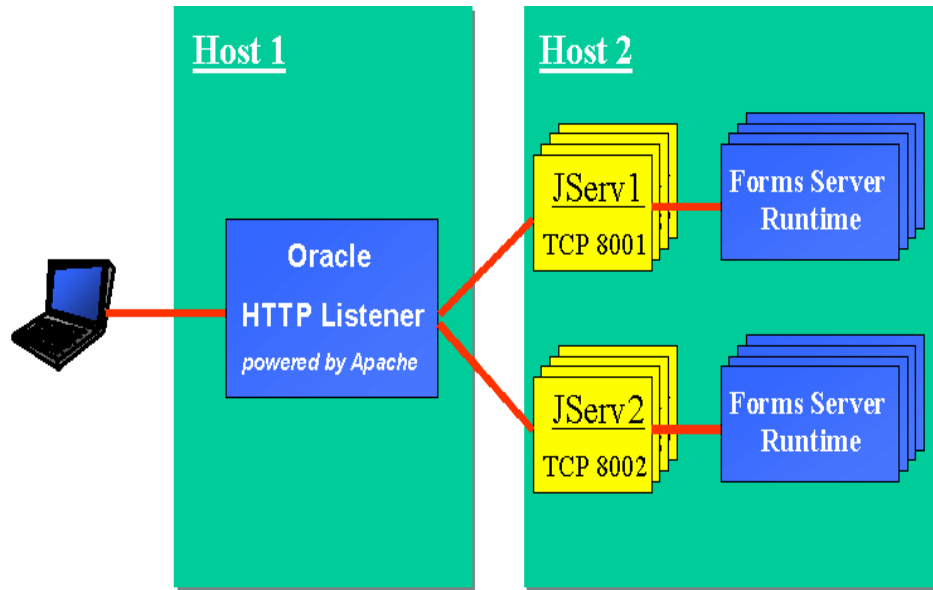 Host 1
Oracle
HTTP Listener
powered by Apache
Host 2
JServ1
TCP 8001
Forms Server
Runtime
JServ2
TCP 8002
Forms Server
Runtime